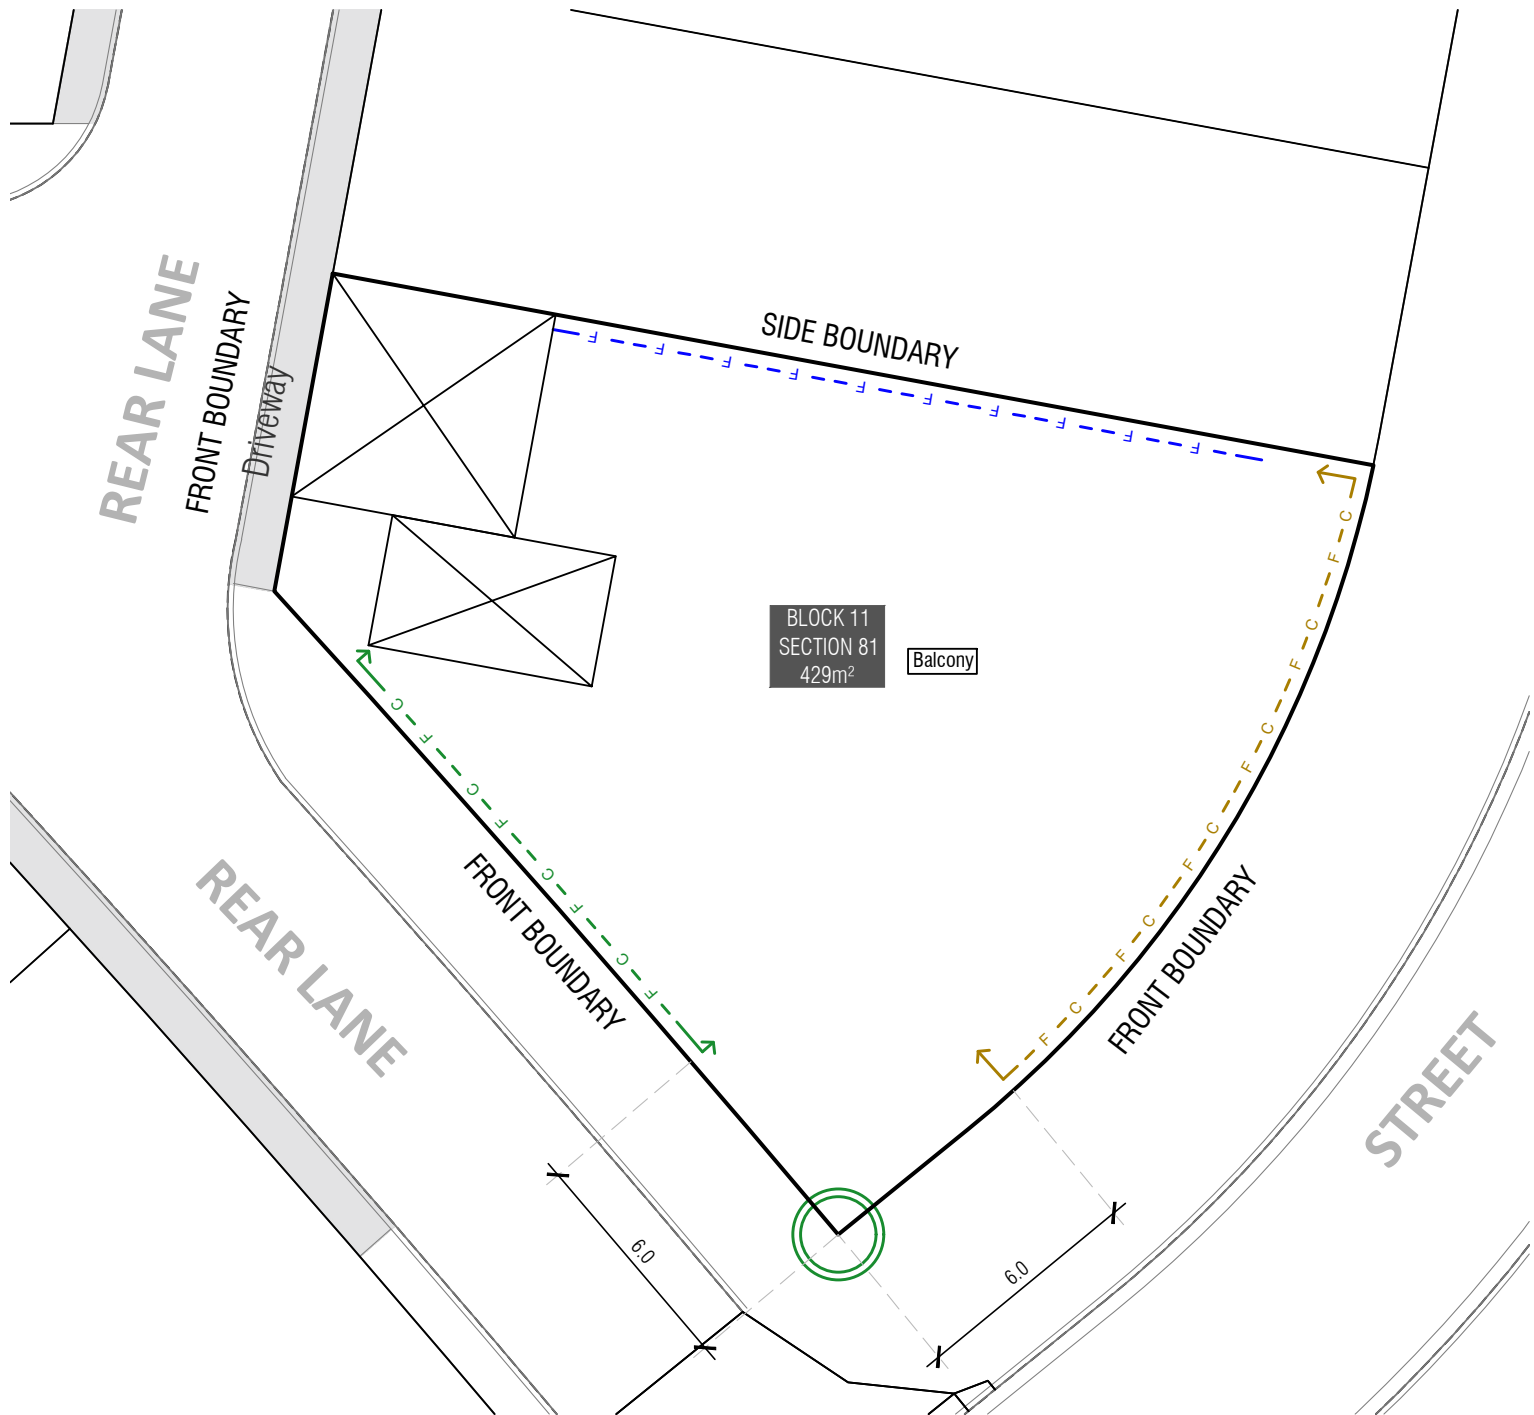 SIDE BOUNDARY
F F F F F F F F F F
REAR LANE
FRONT BOUNDARY
Driveway
C F C F C F C F C F C F
BLOCK 11
SECTION 81
429m²
Balcony
C F C F C F C F
FRONT BOUNDARY
REAR LANE
FRONT BOUNDARY
STREET
6.0
6.0